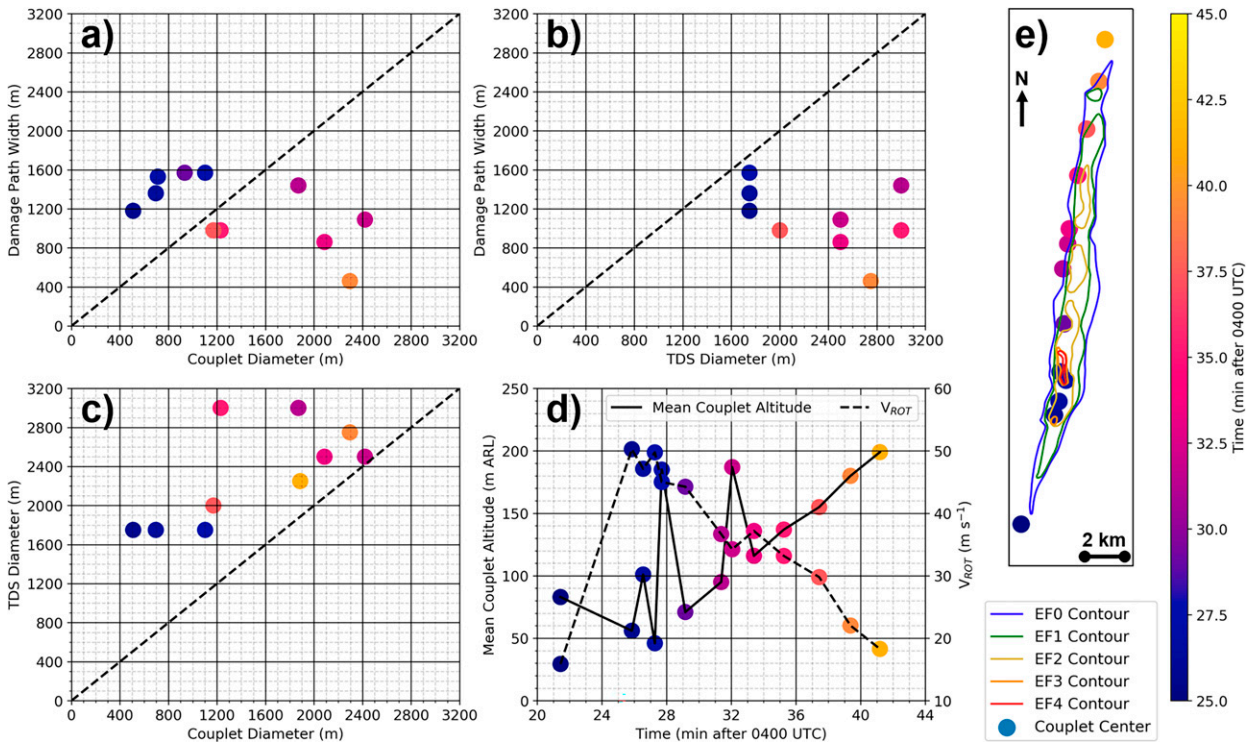 a)
3200
2800
2400
2000
1600
1200
800
400
0
Damage Path Width (m)
0 400 800 1200 1600 2000 2400 2800 3200
Couplet Diameter (m)
b)
3200
2800
2400
2000
1600
1200
800
400
0
Damage Path Width (m)
0 400 800 1200 1600 2000 2400 2800 3200
TDS Diameter (m)
c)
3200
2800
2400
2000
1600
1200
800
400
0
TDS Diameter (m)
0 400 800 1200 1600 2000 2400 2800 3200
Couplet Diameter (m)
d)
Mean Couplet Altitude
V_ROT
250
200
150
100
50
0
Mean Couplet Altitude (m ARL)
60
50
40
30
20
10
V_ROT (m s⁻¹)
20 24 28 32 36 40 44
Time (min after 0400 UTC)
e)
N
2 km
EF0 Contour
EF1 Contour
EF2 Contour
EF3 Contour
EF4 Contour
Couplet Center
45.0
42.5
40.0
37.5
35.0
32.5
30.0
27.5
25.0
Time (min after 0400 UTC)